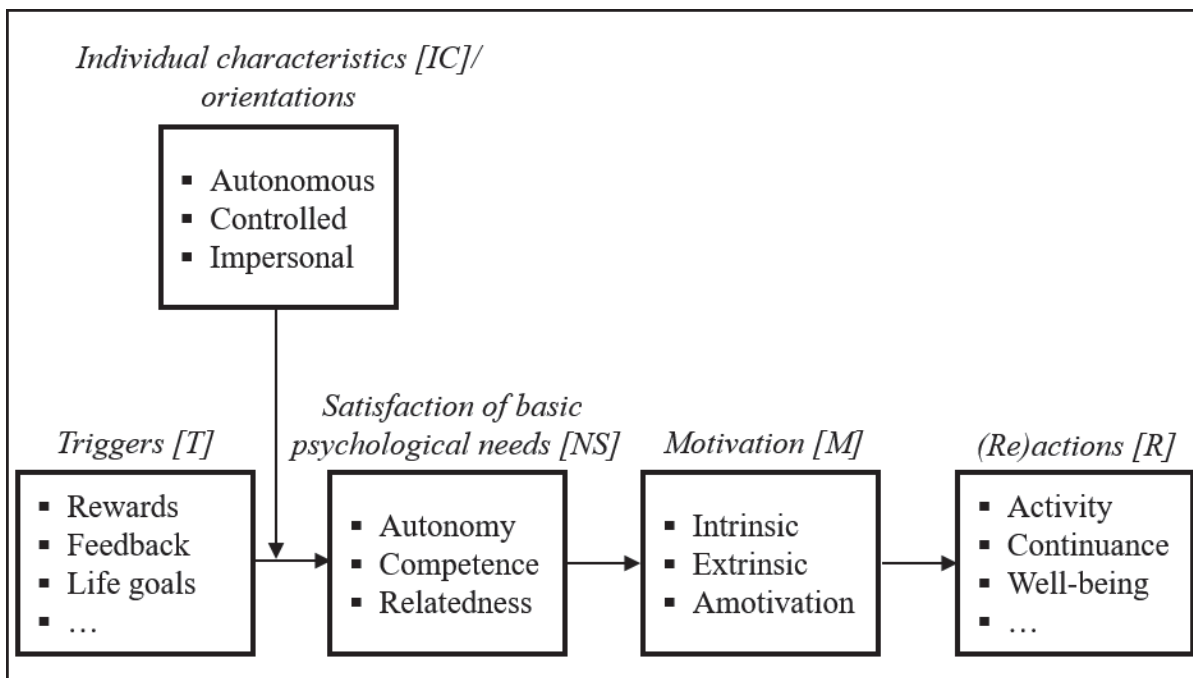 Individual characteristics [IC]/
orientations
▪ Autonomous
▪ Controlled
▪ Impersonal
Triggers [T]
▪ Rewards
▪ Feedback
▪ Life goals
▪ …
Satisfaction of basic
psychological needs [NS]
▪ Autonomy
▪ Competence
▪ Relatedness
Motivation [M]
▪ Intrinsic
▪ Extrinsic
▪ Amotivation
(Re)actions [R]
▪ Activity
▪ Continuance
▪ Well-being
▪ …